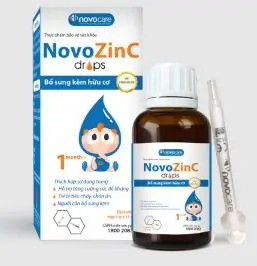 novocare
Thực phẩm bảo vệ sức khỏe
NovoZinC
drops
Bổ sung kẽm hữu cơ
1 month+
Thích hợp sử dụng trong:
Hỗ trợ tăng cường sức đề kháng
Trẻ bị tiêu chảy, chán ăn
Người cần bổ sung kẽm
novocare
NovoZinC
drops
Bổ sung kẽm hữu cơ
1
novocare